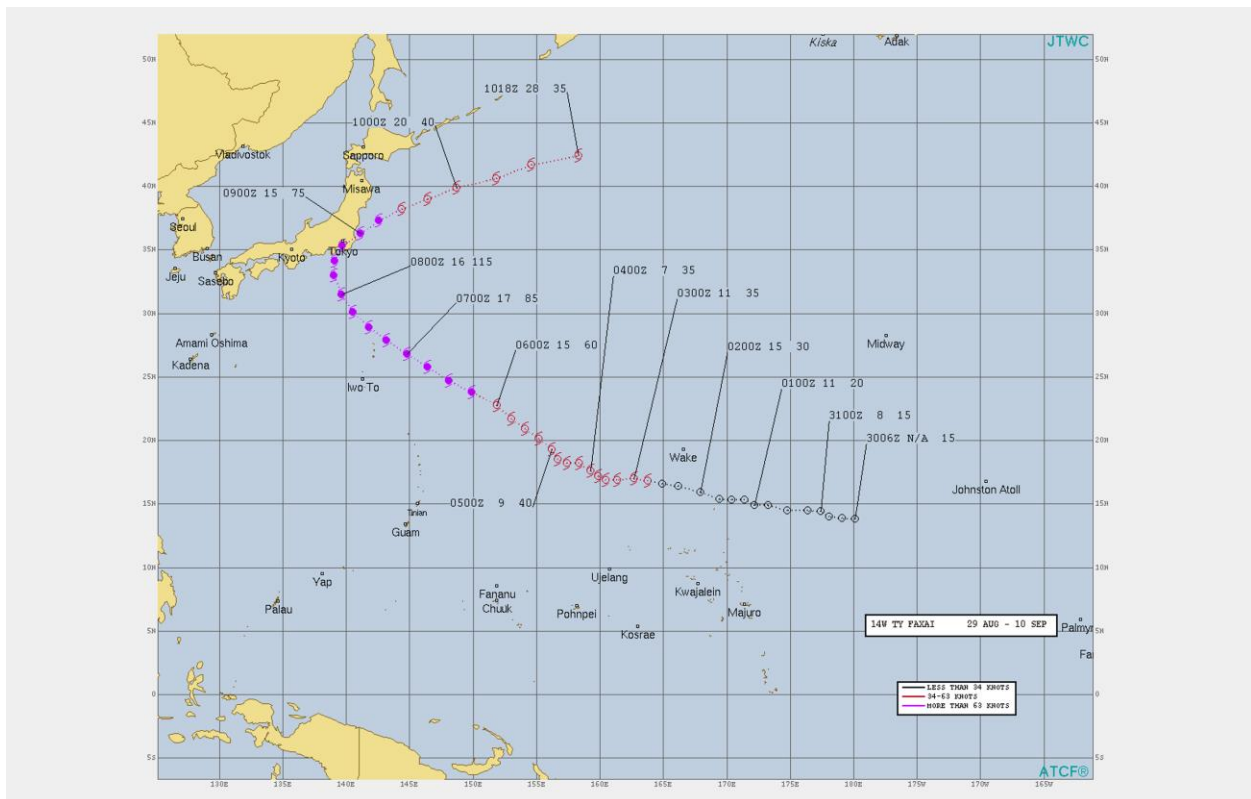 Kiska
Adak
JTWC
50N
50N
1018Z 28 35
45N
1000Z 20 40
45N
Vladivostok
Sapporo
40N
Misawa
40N
0900Z 15 75
Seoul
35N
Busan
Kyoto
Tokyo
35N
Jeju
Sasebo
0800Z 16 115
0400Z 7 35
0300Z 11 35
0700Z 17 85
30N
30N
Amami Oshima
Midway
0600Z 15 60
0200Z 15 30
Kadena
25N
Iwo To
25N
0100Z 11 20
3100Z 8 15
3006Z N/A 15
20N
20N
Wake
Johnston Atoll
15N
0500Z 9 40
15N
Tinian
Guam
10N
Yap
Ujelang
10N
Fananu
Kwajalein
Palau
Chuuk
Pohnpei
Majuro
5N
Kosrae
14W TY FAXAI 29 AUG - 10 SEP
Palmyr
5N
Fa
0
LESS THAN 34 KNOTS
0
34-63 KNOTS
MORE THAN 63 KNOTS
5S
5S
ATCF®
130E 135E 140E 145E 150E 155E 160E 165E 170E 175E 180E 175W 170W 165W